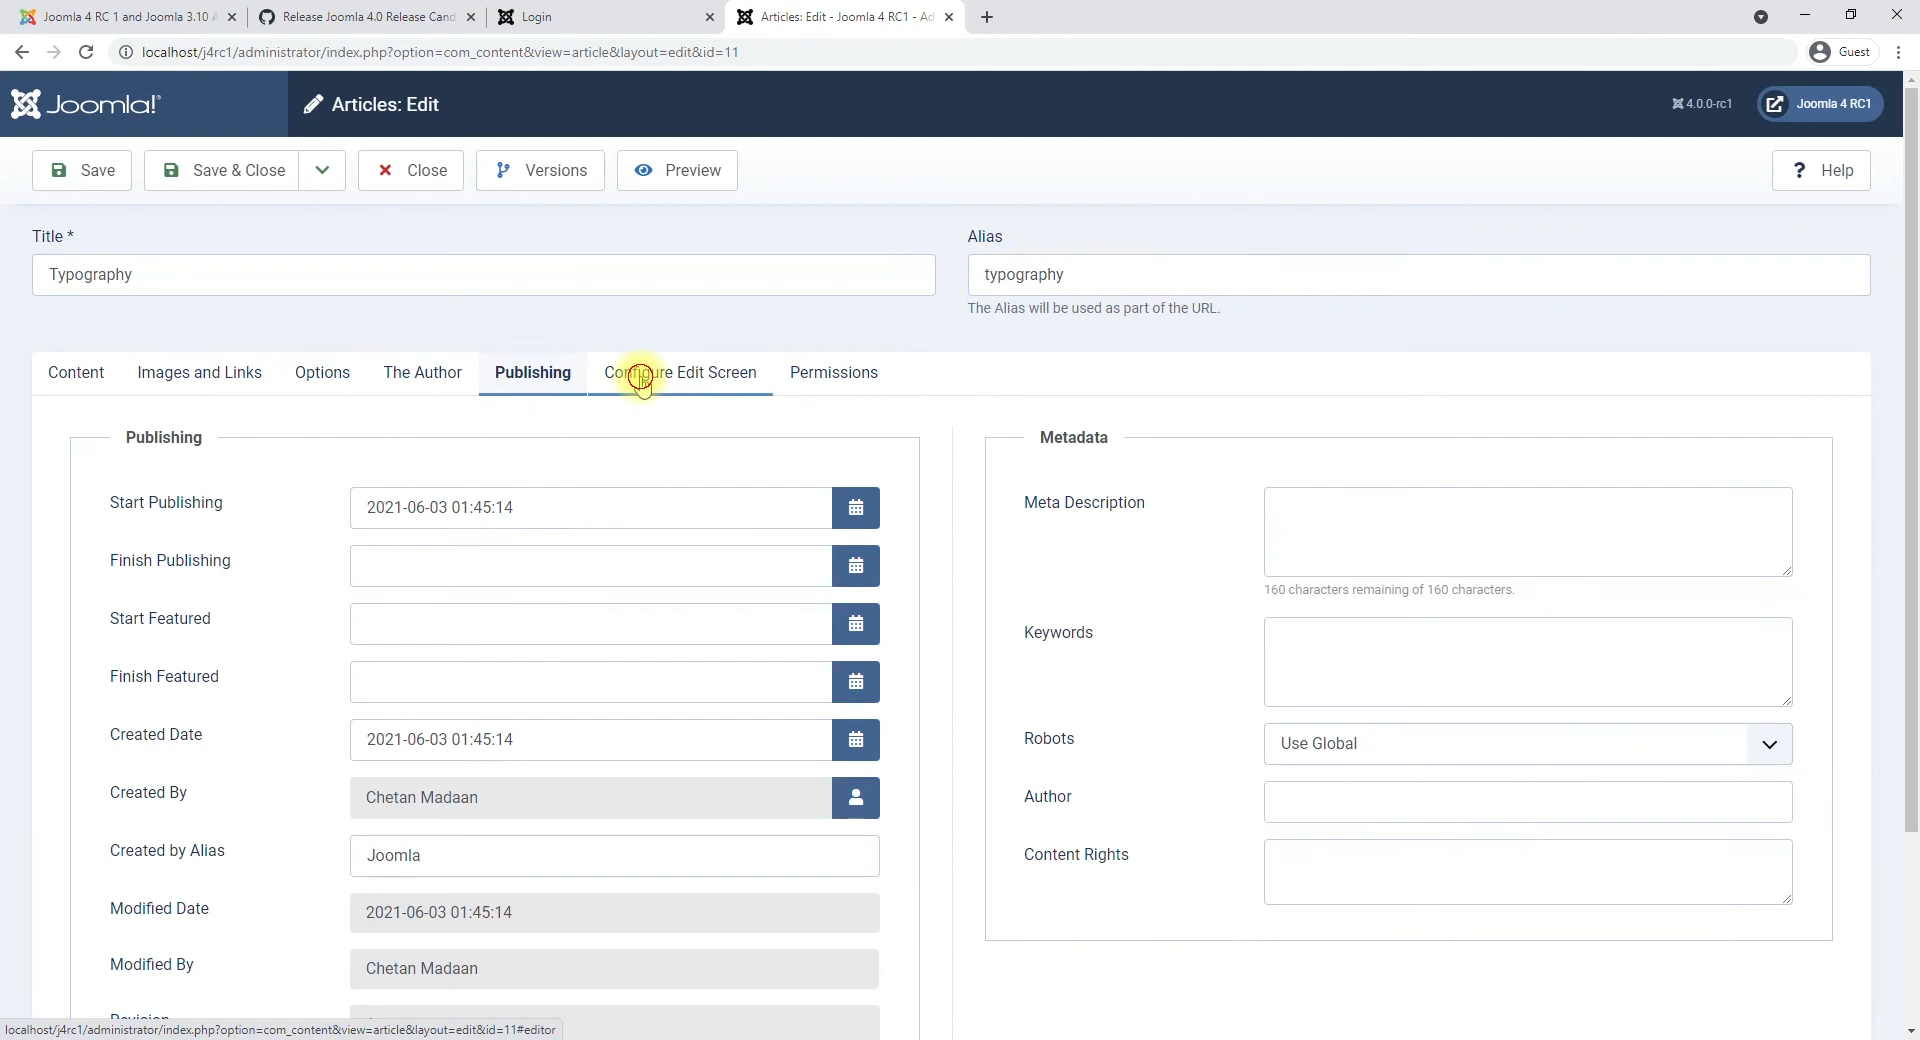 Joomla 4 RC 1 and Joomla 3.10 A
Release Joomla 4.0 Release Cand
Login
Articles: Edit - Joomla 4 RC1 - Ad
localhost/j4rc1/administrator/index.php?option=com_content&view=article&layout=edit&id=11
Guest
Joomla!
Articles: Edit
4.0.0-rc1
Joomla 4 RC1
Save
Save & Close
Close
Versions
Preview
? Help
Title *
Alias
Typography
typography
The Alias will be used as part of the URL.
Content
Images and Links
Options
The Author
Publishing
Configure Edit Screen
Permissions
Publishing
Metadata
Start Publishing
2021-06-03 01:45:14
Finish Publishing
Start Featured
Finish Featured
Created Date
2021-06-03 01:45:14
Created By
Chetan Madaan
Created by Alias
Joomla
Modified Date
2021-06-03 01:45:14
Modified By
Chetan Madaan
Revision
Meta Description
160 characters remaining of 160 characters.
Keywords
Robots
Use Global
Author
Content Rights
localhost/j4rc1/administrator/index.php?option=com_content&view=article&layout=edit&id=11#editor